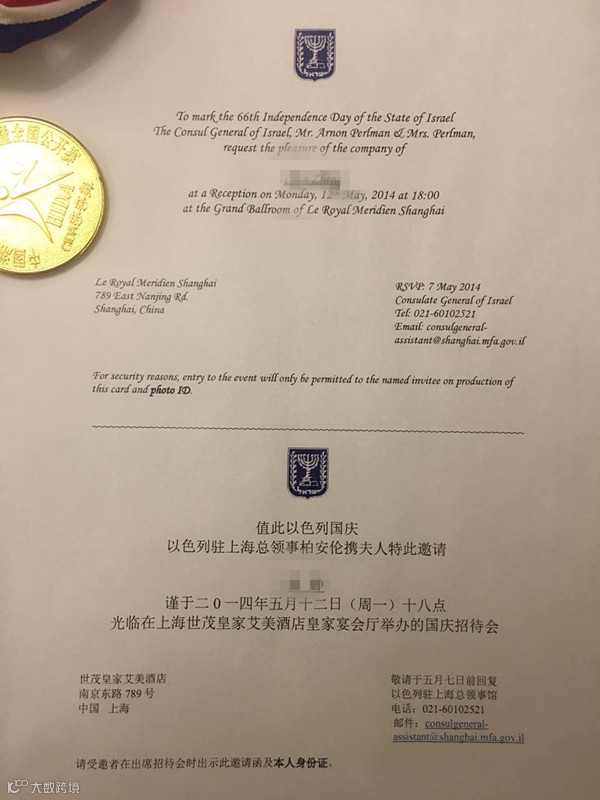 ישראל
To mark the 66th Independence Day of the State of Israel
The Consul General of Israel, Mr. Arnon Perlman & Mrs. Perlman,
request the pleasure of the company of
at a Reception on Monday, 12th May, 2014 at 18:00
at the Grand Ballroom of Le Royal Meridien Shanghai
全国公开赛
HIDA
中国
Le Royal Meridien Shanghai
789 East Nanjing Rd.
Shanghai, China
RSVP: 7 May 2014
Consulate General of Israel
Tel: 021-60102521
Email: consulgeneral-
assistant@shanghai.mfa.gov.il
For security reasons, entry to the event will only be permitted to the named invitee on production of
this card and photo ID.
ישראל
值此以色列国庆
以色列驻上海总领事柏安伦携夫人特此邀请
谨于二0一四年五月十二日（周一）十八点
光临在上海世茂皇家艾美酒店皇家宴会厅举办的国庆招待会
世茂皇家艾美酒店
南京东路 789 号
中国 上海
敬请于五月七日前回复
以色列驻上海总领事馆
电话：021-60102521
邮件：consulgeneral-
assistant@shanghai.mfa.gov.il
请受邀者在出席招待会时出示此邀请函及本人身份证。
大数跨境